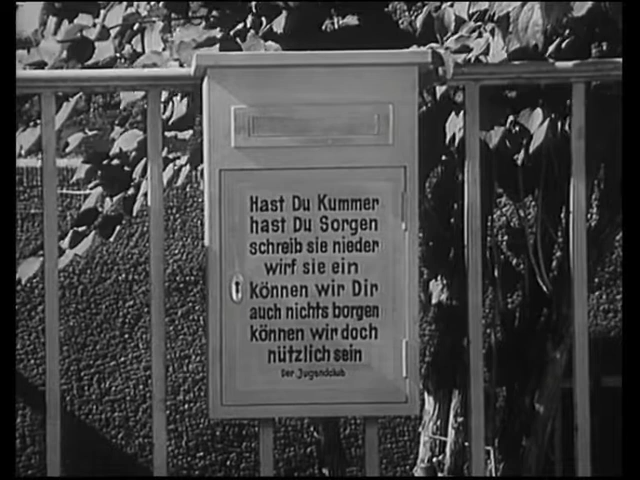 Hast Du Kummer
hast Du Sorgen
schreib sie nieder
wirf sie ein
können wir Dir
auch nichts borgen
können wir doch
nützlich sein
Der Jugendclub